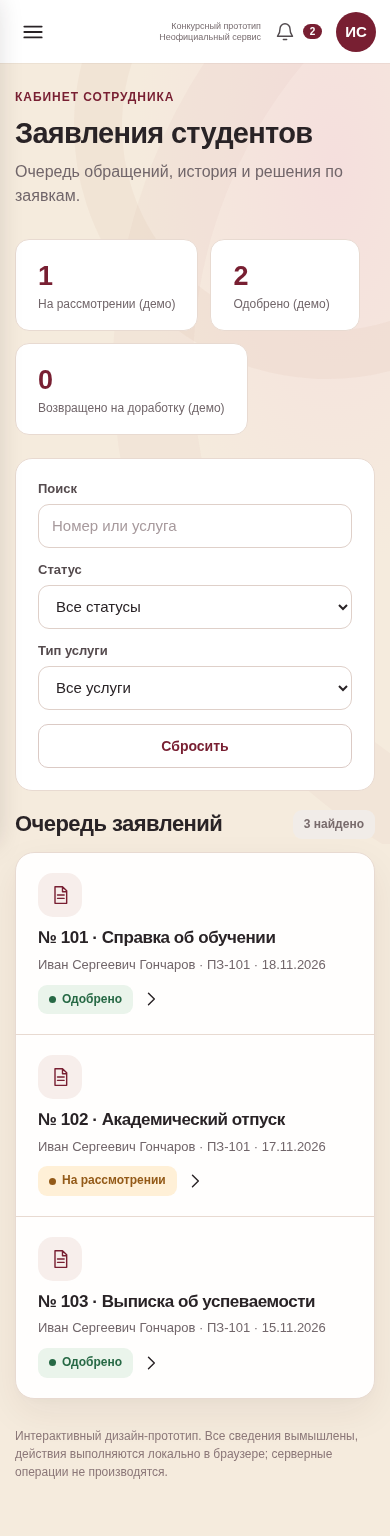 Конкурсный прототип
Неофициальный сервис
2
ИС
КАБИНЕТ СОТРУДНИКА
Заявления студентов
Очередь обращений, история и решения по
заявкам.
1
На рассмотрении (демо)
2
Одобрено (демо)
0
Возвращено на доработку (демо)
Поиск
Номер или услуга
Статус
Все статусы
Тип услуги
Все услуги
Сбросить
Очередь заявлений
3 найдено
№ 101 · Справка об обучении
Иван Сергеевич Гончаров · ПЗ-101 · 18.11.2026
Одобрено
№ 102 · Академический отпуск
Иван Сергеевич Гончаров · ПЗ-101 · 17.11.2026
На рассмотрении
№ 103 · Выписка об успеваемости
Иван Сергеевич Гончаров · ПЗ-101 · 15.11.2026
Одобрено
Интерактивный дизайн-прототип. Все сведения вымышлены,
действия выполняются локально в браузере; серверные
операции не производятся.